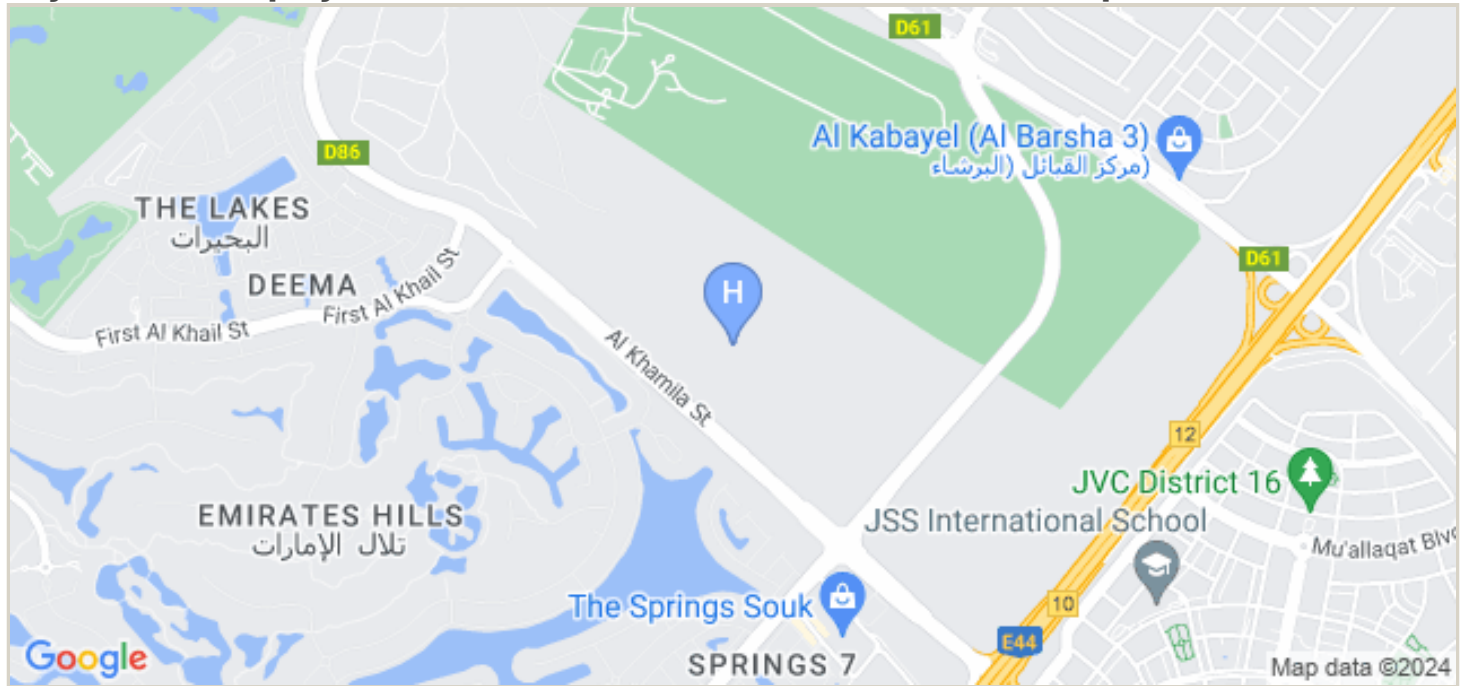 D61
Al Kabayel (Al Barsha 3)
مركز القبائل (البرشاء)
D86
THE LAKES
البحيرات
D61
DEEMA
First Al Khail St
First Al Khail St
H
Al Khamila St
12
JVC District 16
EMIRATES HILLS
تلال الإمارات
JSS International School
Mu'allaqat Blvd
The Springs Souk
10
E44
SPRINGS 7
Google
Map data ©2024